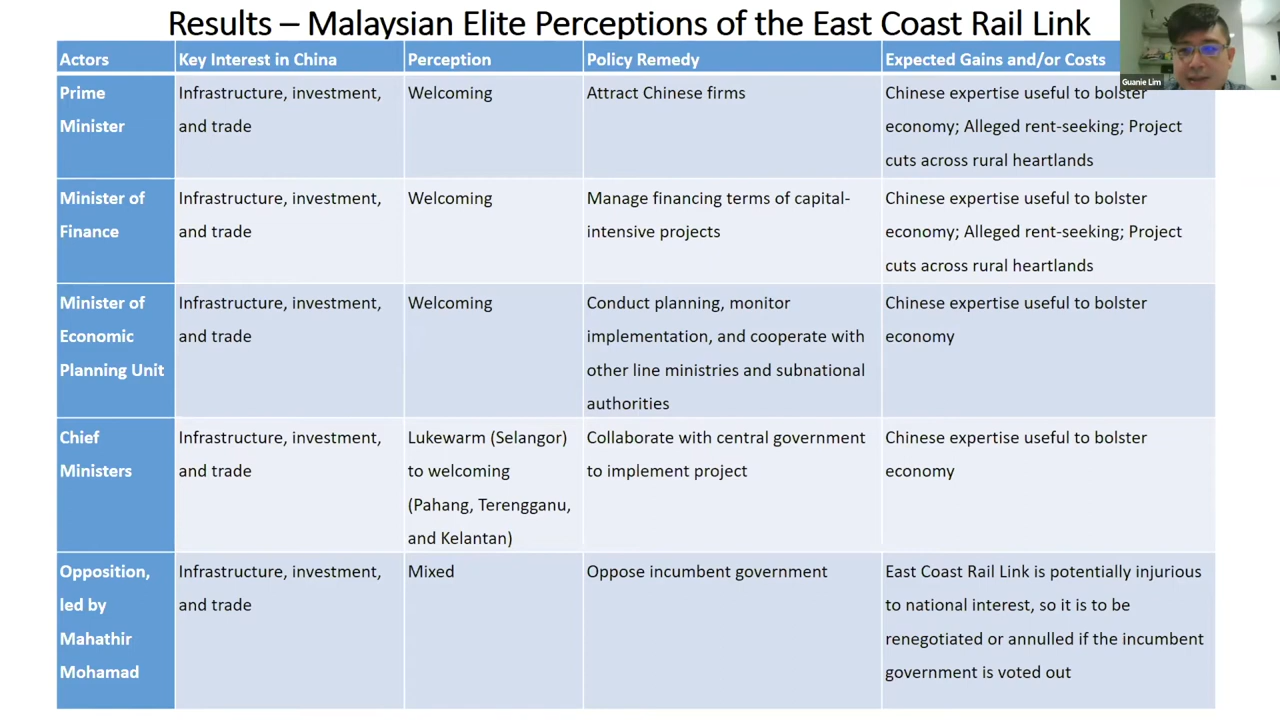 Results – Malaysian Elite Perceptions of the East Coast Rail Link
Guanie Lim
Actors
Key Interest in China
Perception
Policy Remedy
Expected Gains and/or Costs
Prime
Minister
Infrastructure, investment,
and trade
Welcoming
Attract Chinese firms
Chinese expertise useful to bolster
economy; Alleged rent-seeking; Project
cuts across rural heartlands
Minister of
Finance
Infrastructure, investment,
and trade
Welcoming
Manage financing terms of capital-
intensive projects
Chinese expertise useful to bolster
economy; Alleged rent-seeking; Project
cuts across rural heartlands
Minister of
Economic
Planning Unit
Infrastructure, investment,
and trade
Welcoming
Conduct planning, monitor
implementation, and cooperate with
other line ministries and subnational
authorities
Chinese expertise useful to bolster
economy
Chief
Ministers
Infrastructure, investment,
and trade
Lukewarm (Selangor)
to welcoming
(Pahang, Terengganu,
and Kelantan)
Collaborate with central government
to implement project
Chinese expertise useful to bolster
economy
Opposition,
led by
Mahathir
Mohamad
Infrastructure, investment,
and trade
Mixed
Oppose incumbent government
East Coast Rail Link is potentially injurious
to national interest, so it is to be
renegotiated or annulled if the incumbent
government is voted out